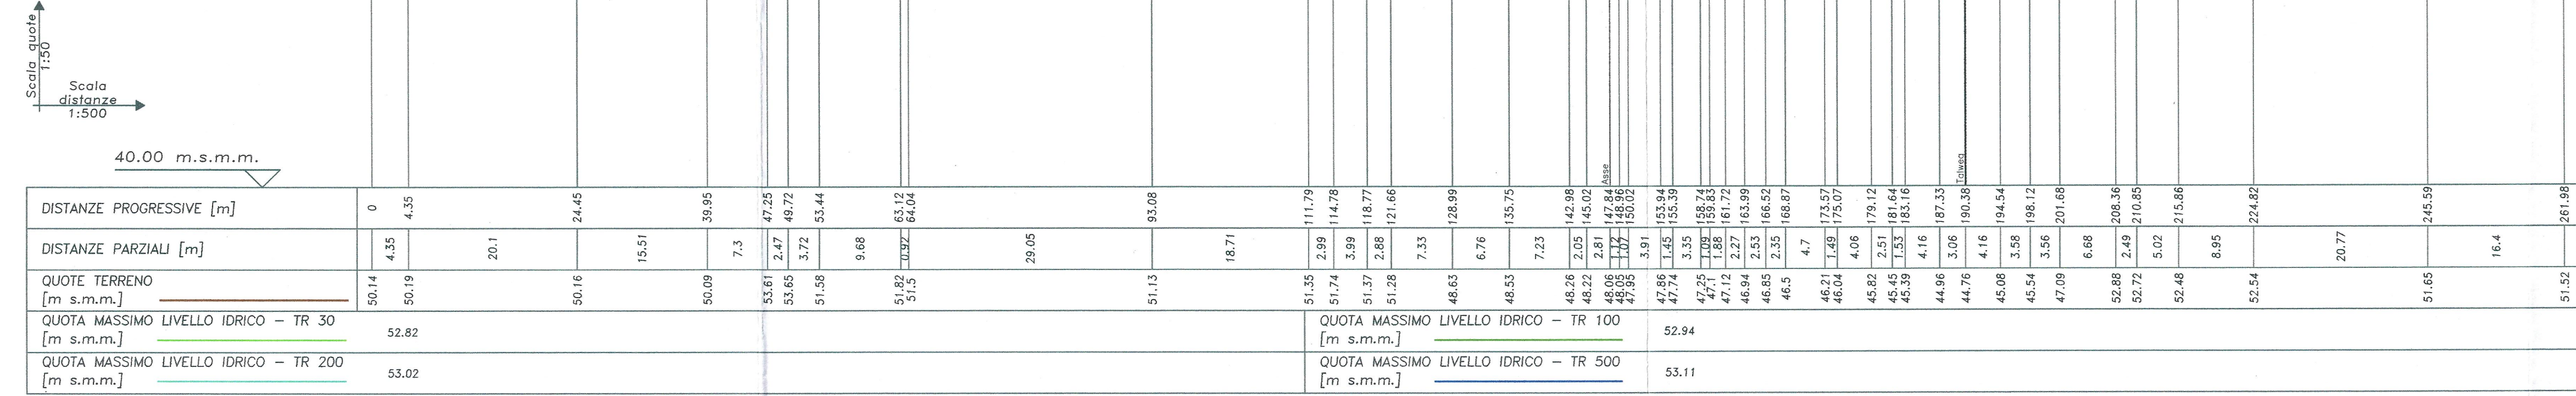 Scala quote
1:50
Scala
distanze
1:500
40.00 m.s.m.m.
Asse
Talweg
DISTANZE PROGRESSIVE [m] 0 4.35 24.45 39.95 47.25 49.72 53.44 63.12 64.04 93.08 111.79 114.78 118.77 121.66 128.99 135.75 142.98 145.02 147.84 148.96 150.02 153.94 155.39 158.74 159.83 161.72 163.99 166.52 168.87 173.57 175.07 179.12 181.64 183.16 187.33 190.38 194.54 198.12 201.68 208.36 210.85 215.86 224.82 245.59 261.98
DISTANZE PARZIALI [m] 4.35 20.1 15.51 7.3 2.47 3.72 9.68 0.92 29.05 18.71 2.99 3.99 2.88 7.33 6.76 7.23 2.05 2.81 1.12 1.07 3.91 1.45 3.35 1.09 1.88 2.27 2.53 2.35 4.7 1.49 4.06 2.51 1.53 4.16 3.06 4.16 3.58 3.56 6.68 2.49 5.02 8.95 20.77 16.4
QUOTE TERRENO
[m s.m.m.] 50.14 50.19 50.16 50.09 53.61 53.65 51.58 51.82 51.5 51.13 51.35 51.74 51.37 51.28 48.63 48.53 48.26 48.22 48.06 48.05 47.95 47.86 47.74 47.25 47.1 47.12 46.94 46.85 46.5 46.21 46.04 45.82 45.45 45.39 44.96 44.76 45.08 45.54 47.09 52.88 52.72 52.48 52.54 51.65 51.52
QUOTA MASSIMO LIVELLO IDRICO – TR 30
[m s.m.m.] 52.82
QUOTA MASSIMO LIVELLO IDRICO – TR 100
[m s.m.m.] 52.94
QUOTA MASSIMO LIVELLO IDRICO – TR 200
[m s.m.m.] 53.02
QUOTA MASSIMO LIVELLO IDRICO – TR 500
[m s.m.m.] 53.11